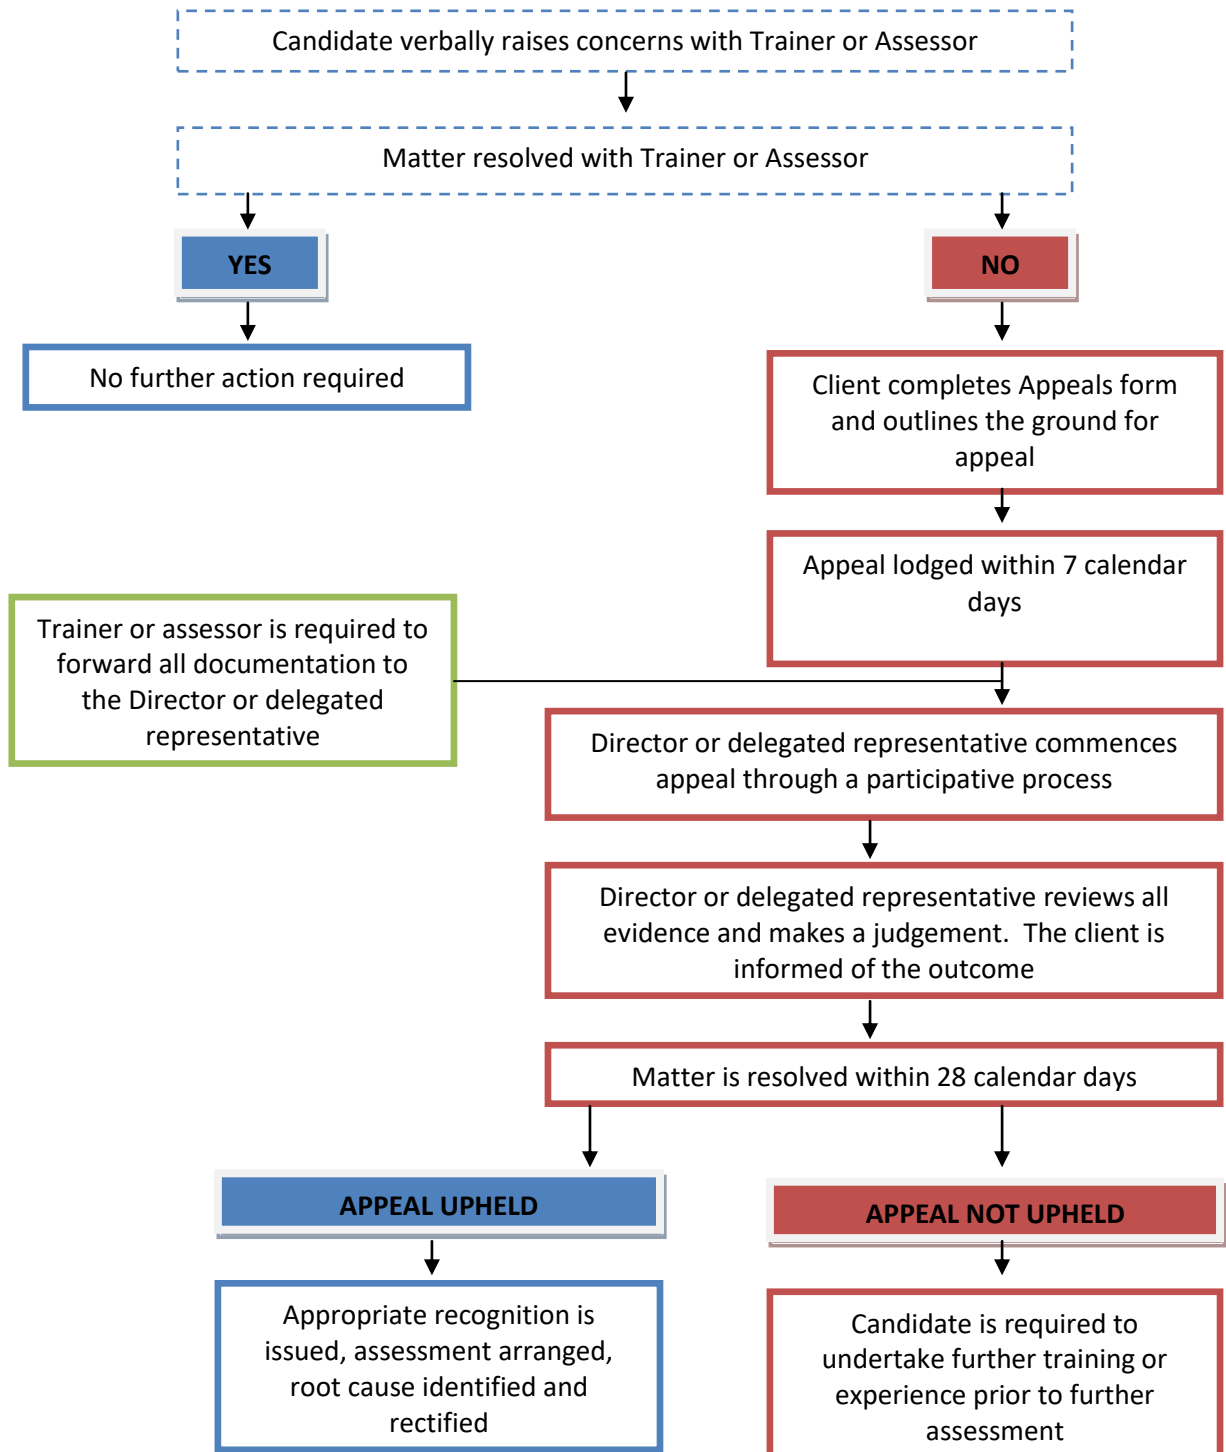 Candidate verbally raises concerns with Trainer or Assessor
Matter resolved with Trainer or Assessor
YES
NO
No further action required
Client completes Appeals form
and outlines the ground for
appeal
Appeal lodged within 7 calendar
days
Trainer or assessor is required to
forward all documentation to
the Director or delegated
representative
Director or delegated representative commences
appeal through a participative process
Director or delegated representative reviews all
evidence and makes a judgement.  The client is
informed of the outcome
Matter is resolved within 28 calendar days
APPEAL UPHELD
APPEAL NOT UPHELD
Appropriate recognition is
issued, assessment arranged,
root cause identified and
rectified
Candidate is required to
undertake further training or
experience prior to further
assessment